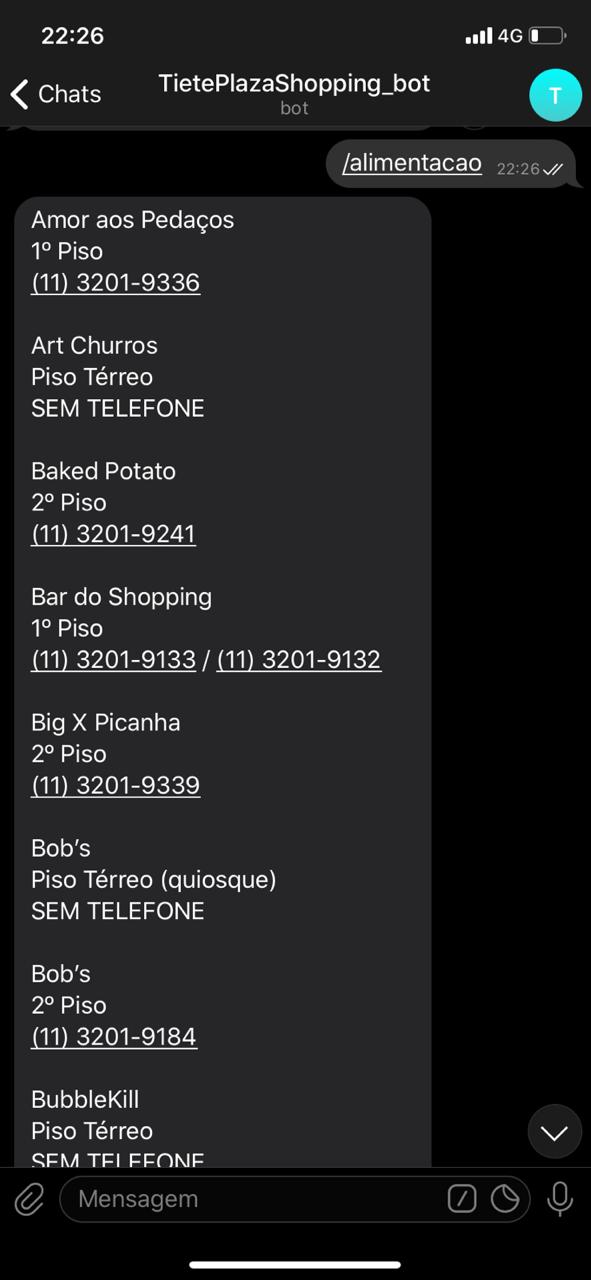 22:26
4G
Chats
TietePlazaShopping_bot
bot
T
/alimentacao 22:26
Amor aos Pedaços
1º Piso
(11) 3201-9336
Art Churros
Piso Térreo
SEM TELEFONE
Baked Potato
2º Piso
(11) 3201-9241
Bar do Shopping
1º Piso
(11) 3201-9133 / (11) 3201-9132
Big X Picanha
2º Piso
(11) 3201-9339
Bob’s
Piso Térreo (quiosque)
SEM TELEFONE
Bob’s
2º Piso
(11) 3201-9184
BubbleKill
Piso Térreo
SEM TELEFONE
Mensagem